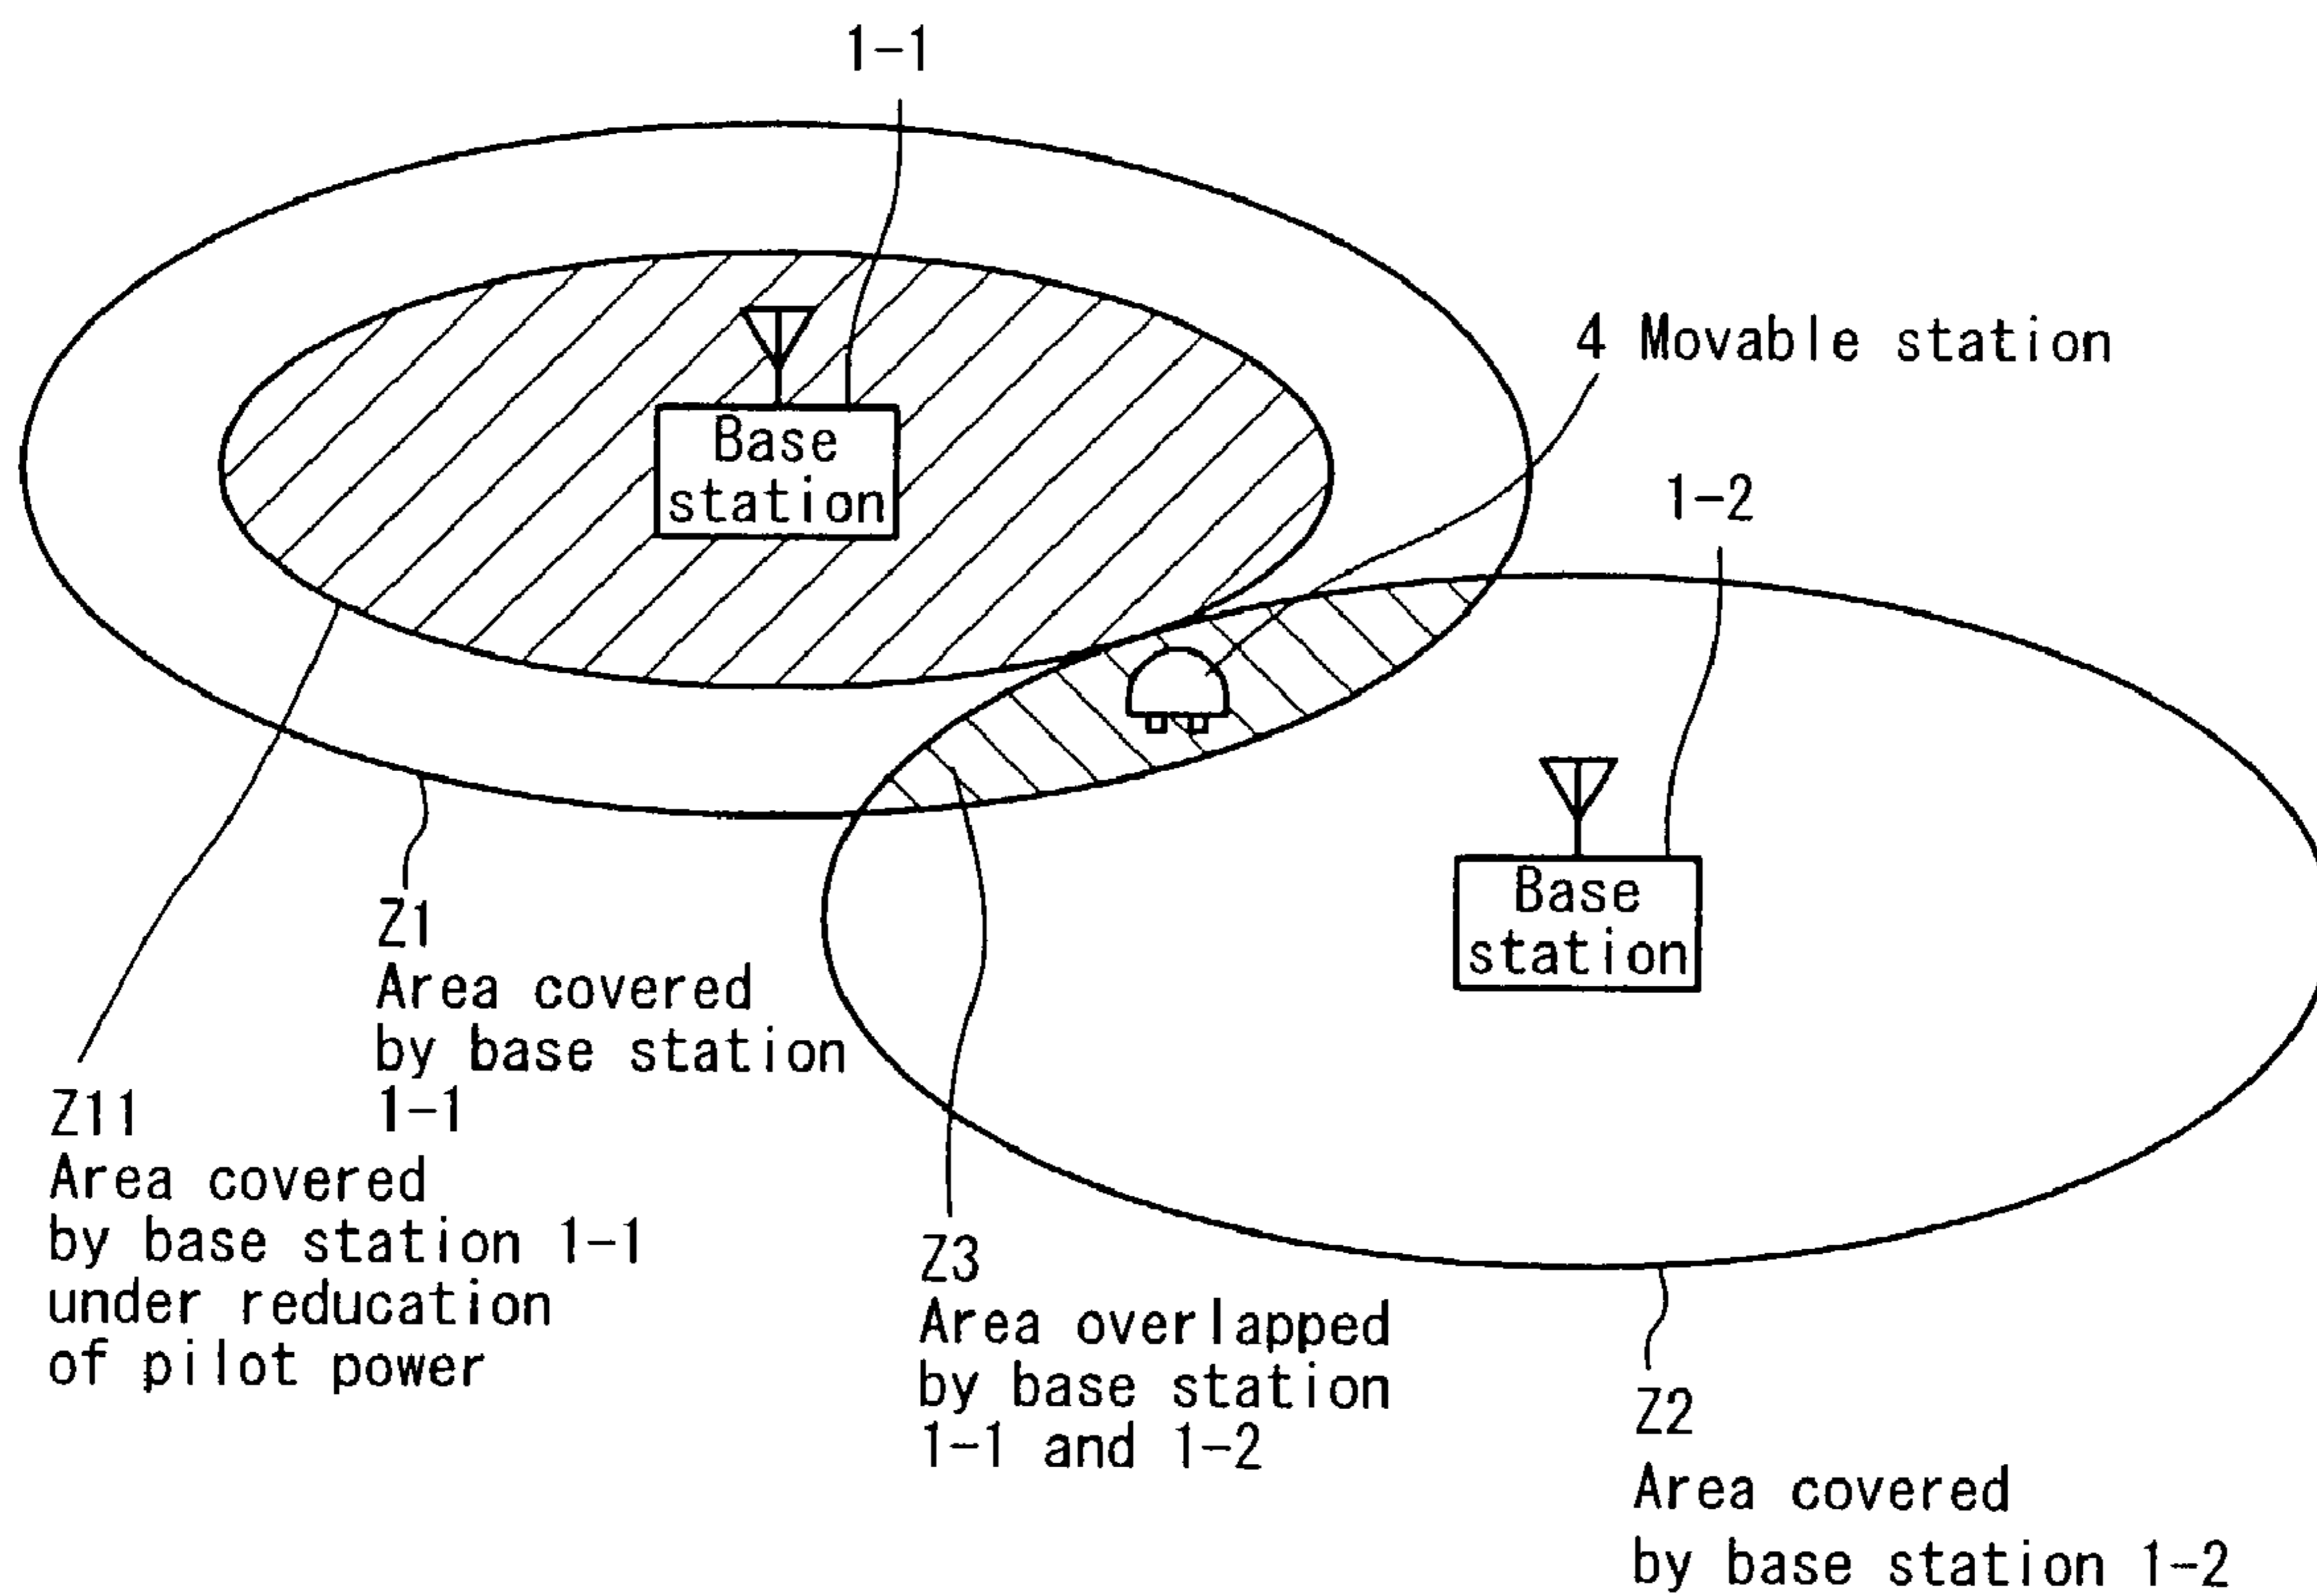 1-1
4 Movable station
Base
station
1-2
Base
station
Z1
Area covered
by base station
1-1
Z11
Area covered
by base station 1-1
under reducation
of pilot power
Z3
Area overlapped
by base station
1-1 and 1-2
Z2
Area covered
by base station 1-2